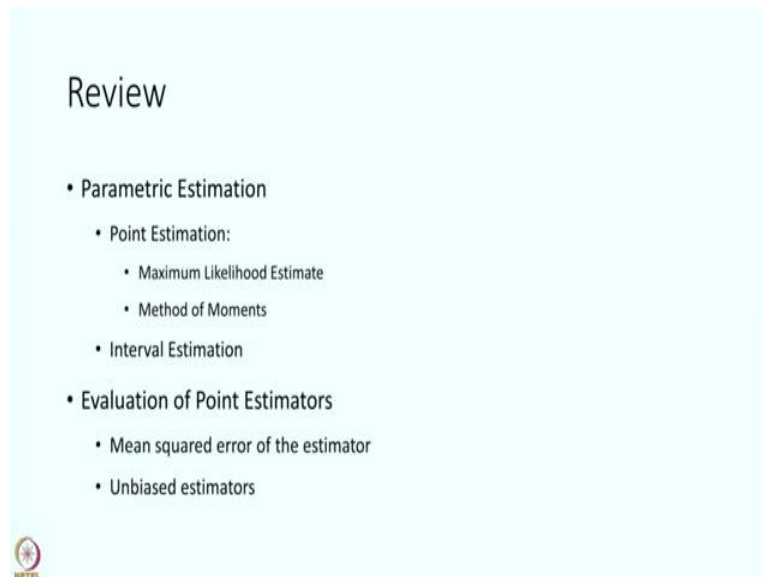 Review
• Parametric Estimation
• Point Estimation:
• Maximum Likelihood Estimate
• Method of Moments
• Interval Estimation
• Evaluation of Point Estimators
• Mean squared error of the estimator
• Unbiased estimators